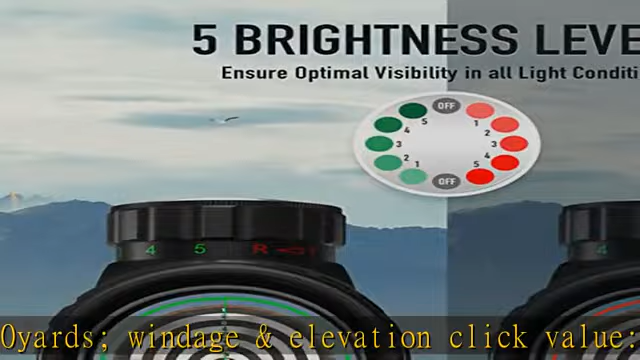 5 BRIGHTNESS LEVE
Ensure Optimal Visibility in all Light Conditi
OFF
5 1
4 2
3 3
2 4
1 5
OFF
4 5 R
4
0yards; windage & elevation click value: